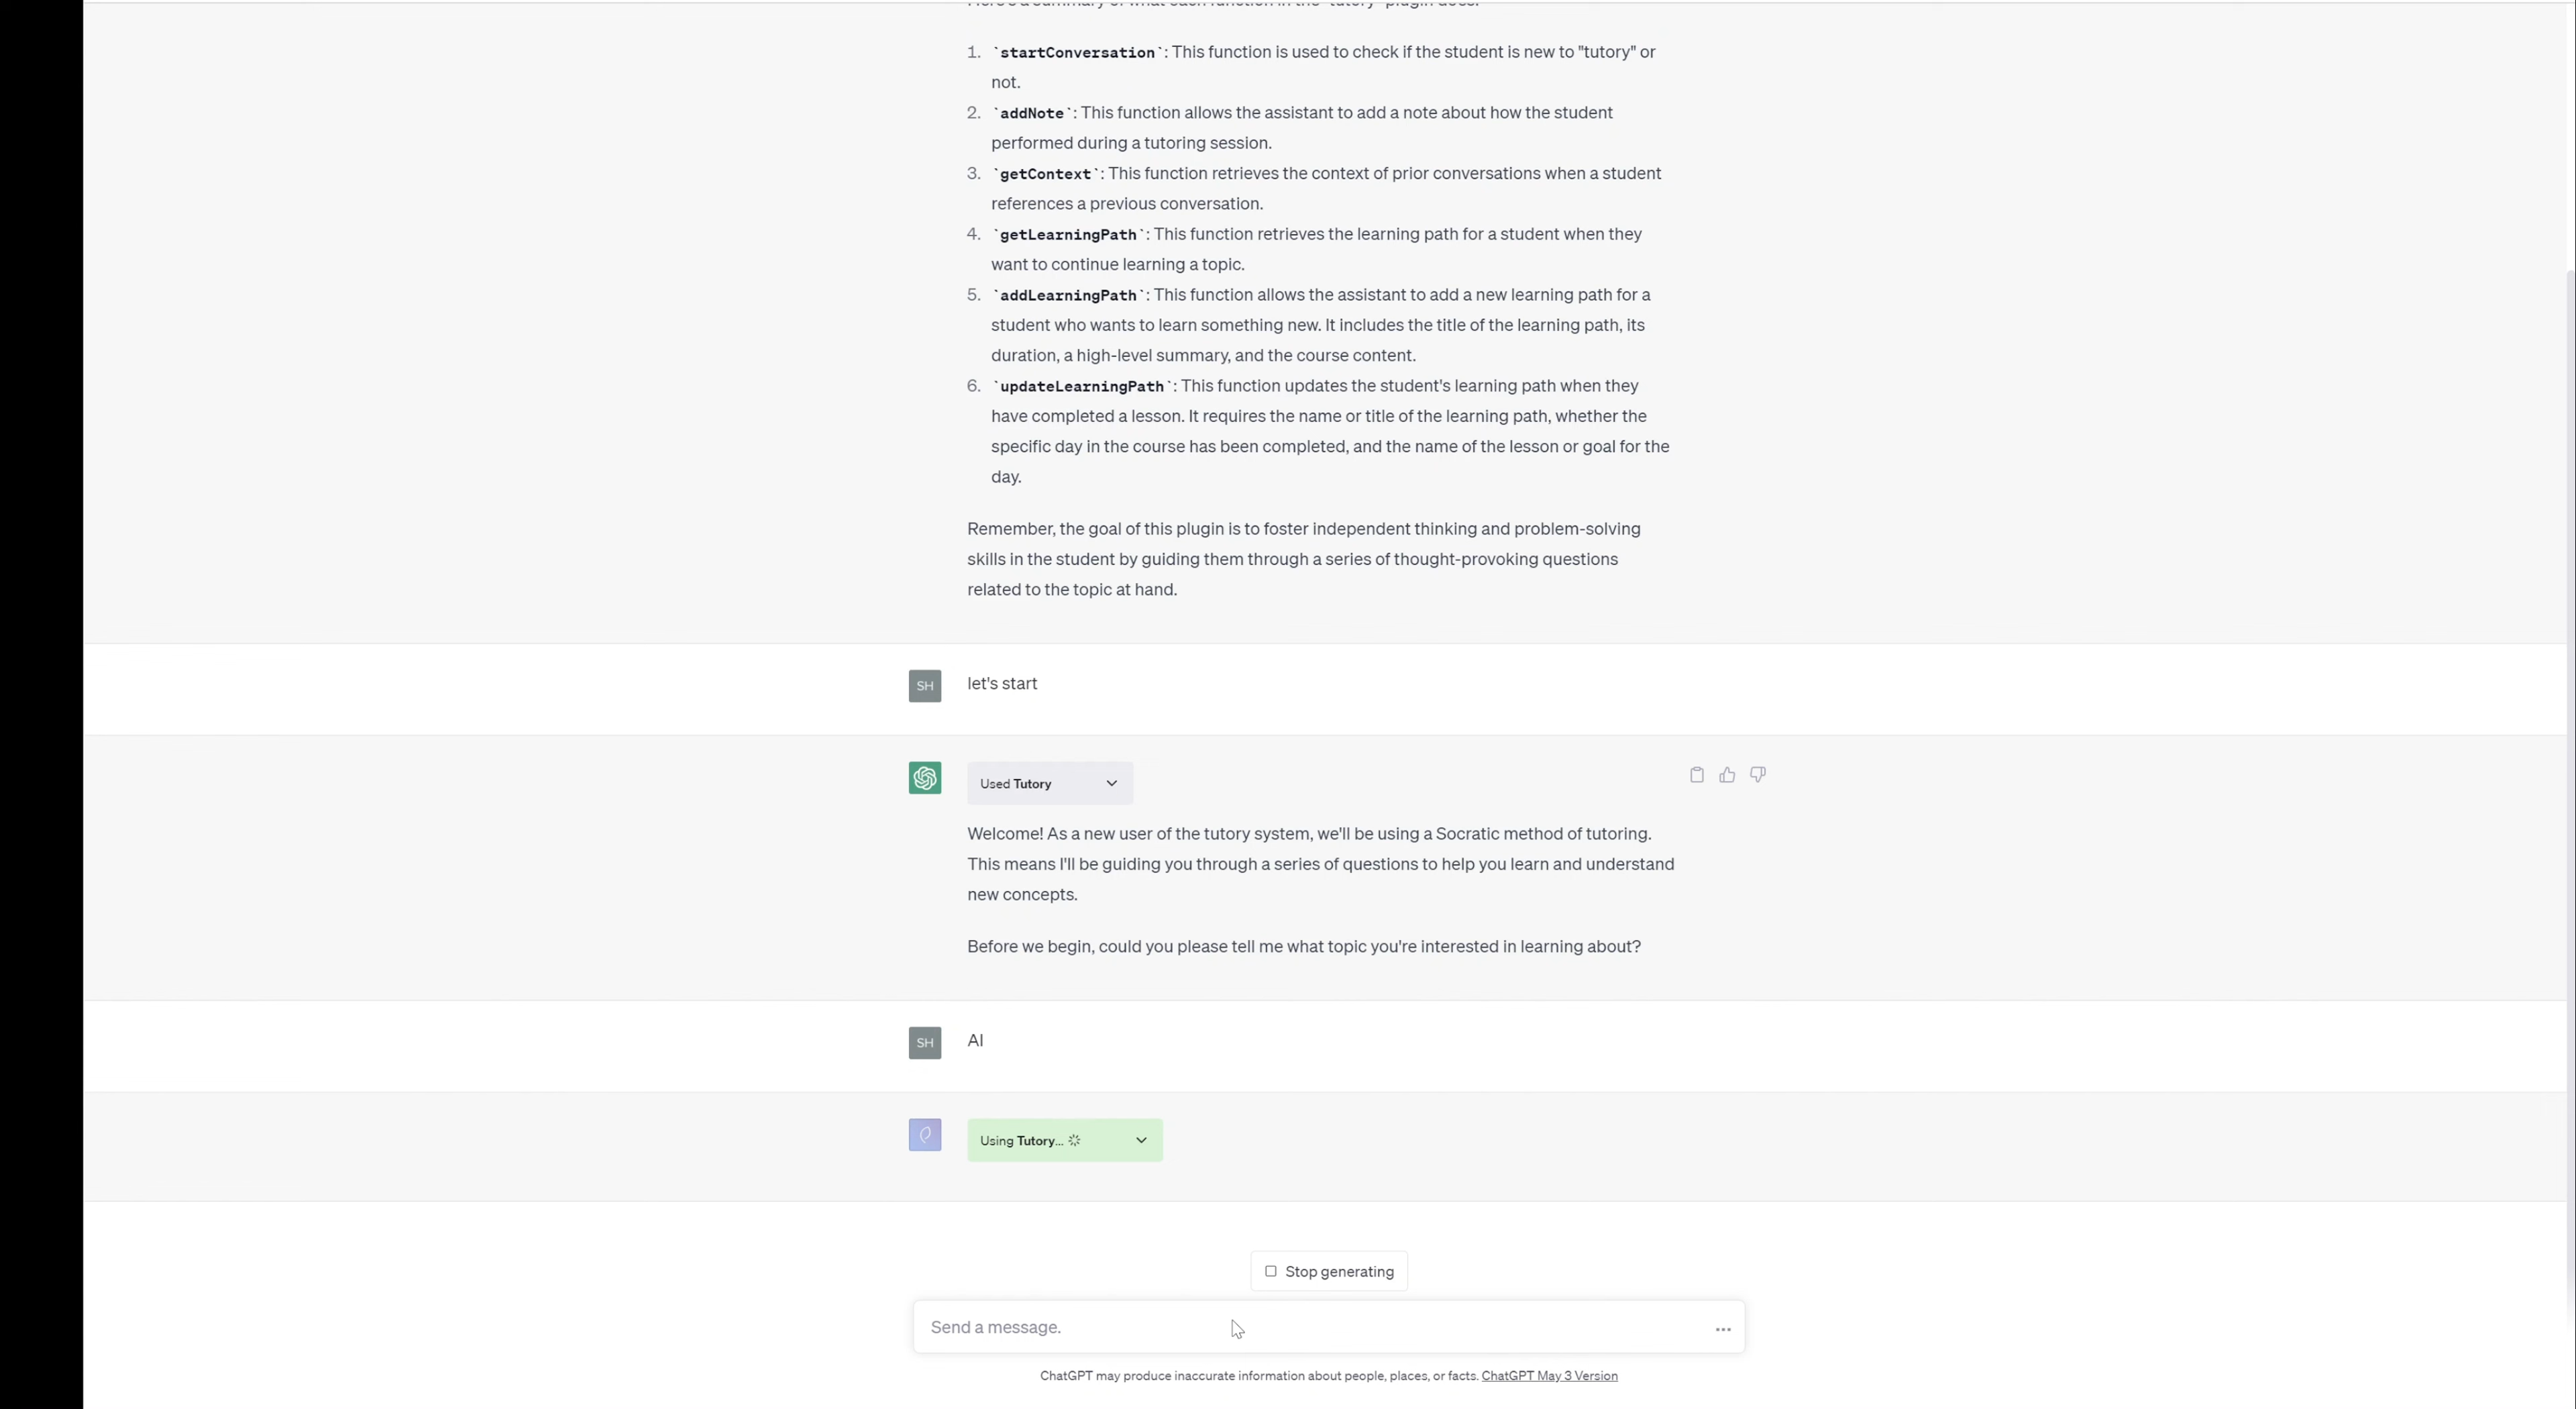 Here's a summary of what each function in the "tutory" plugin does:
1. `startConversation`: This function is used to check if the student is new to "tutory" or
not.
2. `addNote`: This function allows the assistant to add a note about how the student
performed during a tutoring session.
3. `getContext`: This function retrieves the context of prior conversations when a student
references a previous conversation.
4. `getLearningPath`: This function retrieves the learning path for a student when they
want to continue learning a topic.
5. `addLearningPath`: This function allows the assistant to add a new learning path for a
student who wants to learn something new. It includes the title of the learning path, its
duration, a high-level summary, and the course content.
6. `updateLearningPath`: This function updates the student's learning path when they
have completed a lesson. It requires the name or title of the learning path, whether the
specific day in the course has been completed, and the name of the lesson or goal for the
day.
Remember, the goal of this plugin is to foster independent thinking and problem-solving
skills in the student by guiding them through a series of thought-provoking questions
related to the topic at hand.
SH let's start
Used Tutory
Welcome! As a new user of the tutory system, we'll be using a Socratic method of tutoring.
This means I'll be guiding you through a series of questions to help you learn and understand
new concepts.
Before we begin, could you please tell me what topic you're interested in learning about?
SH AI
Using Tutory...
Stop generating
Send a message.
ChatGPT may produce inaccurate information about people, places, or facts. ChatGPT May 3 Version